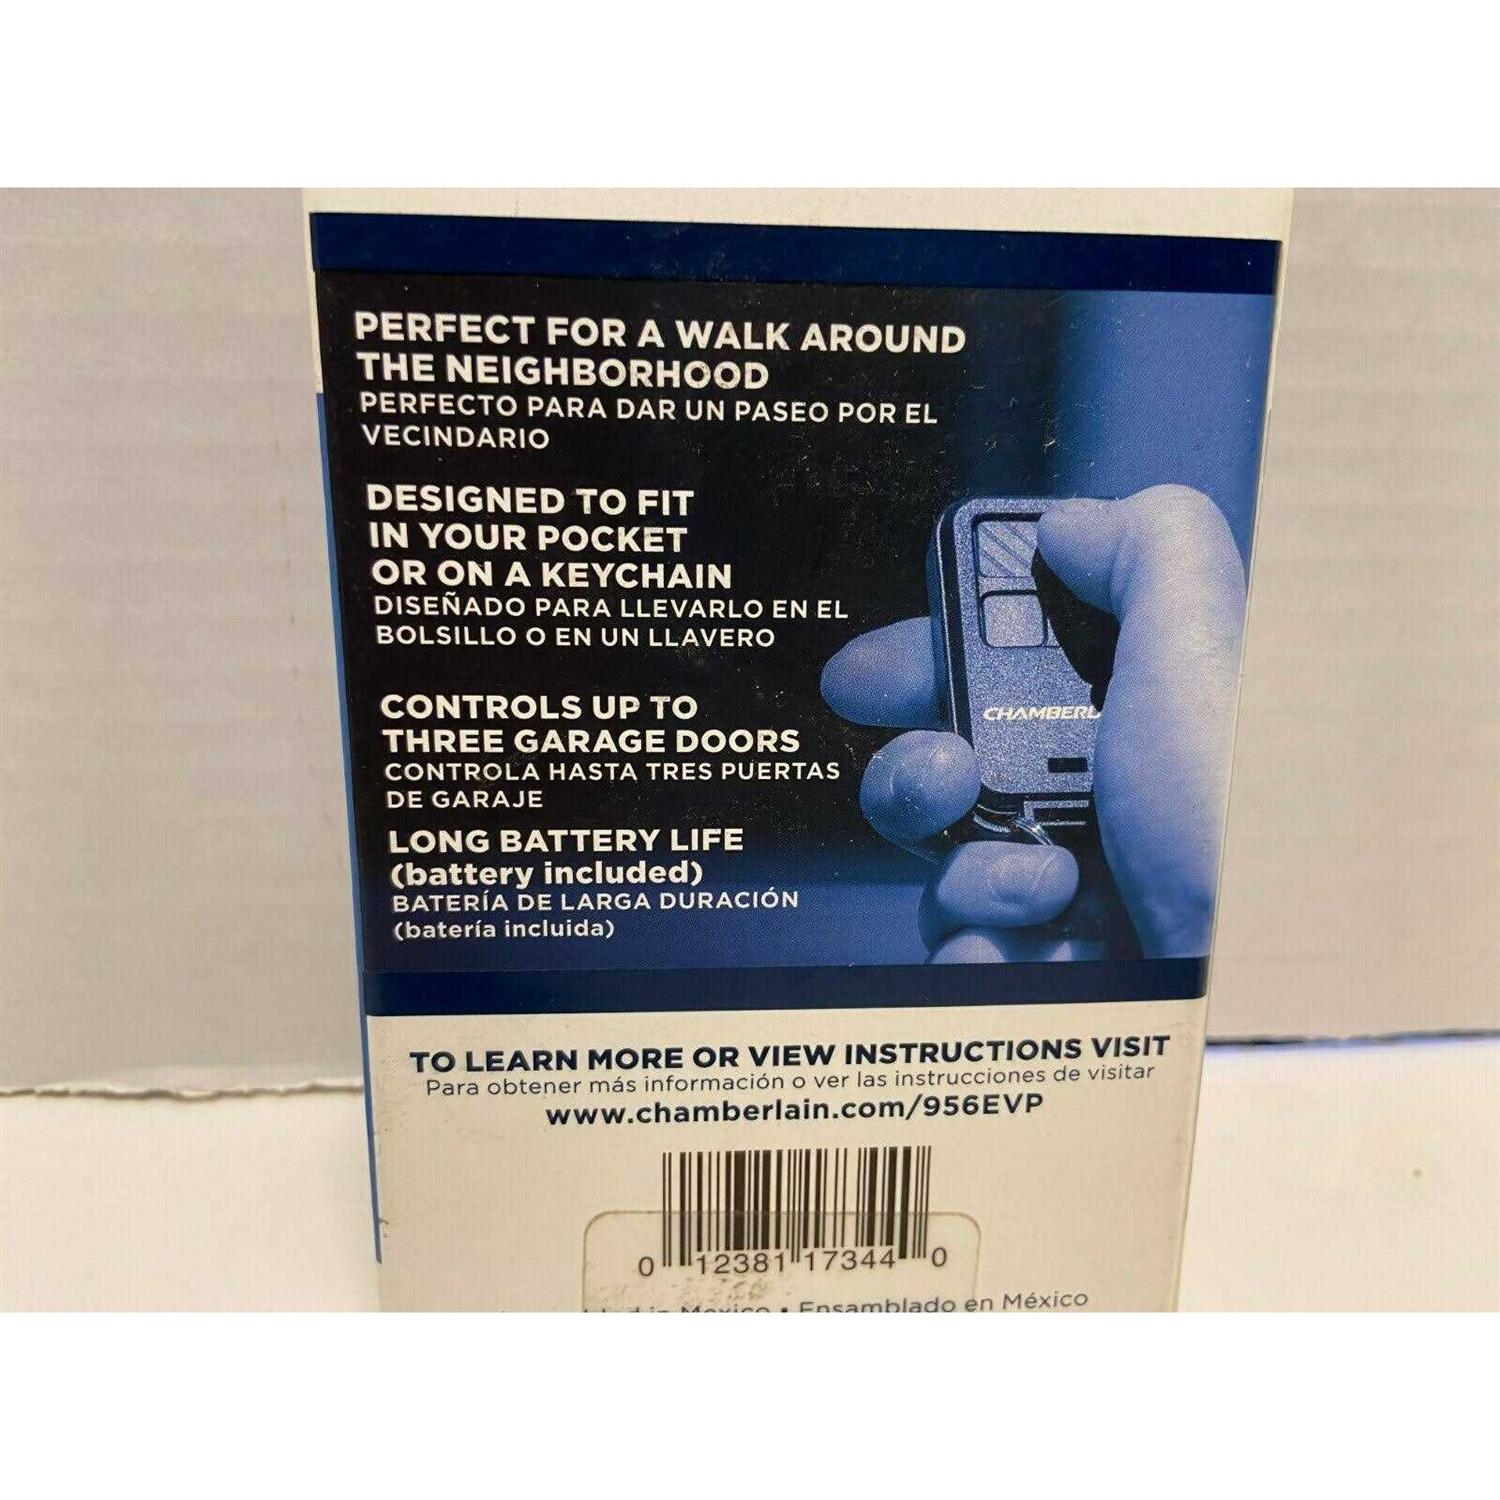 PERFECT FOR A WALK AROUND
THE NEIGHBORHOOD
PERFECTO PARA DAR UN PASEO POR EL
VECINDARIO
DESIGNED TO FIT
IN YOUR POCKET
OR ON A KEYCHAIN
DISEÑADO PARA LLEVARLO EN EL
BOLSILLO O EN UN LLAVERO
CHAMBERL
CONTROLS UP TO
THREE GARAGE DOORS
CONTROLA HASTA TRES PUERTAS
DE GARAJE
LONG BATTERY LIFE
(battery included)
BATERÍA DE LARGA DURACIÓN
(batería incluida)
TO LEARN MORE OR VIEW INSTRUCTIONS VISIT
Para obtener más información o ver las instrucciones de visitar
www.chamberlain.com/956EVP
0 12381 17344 0
in Mexico • Ensamblado en México